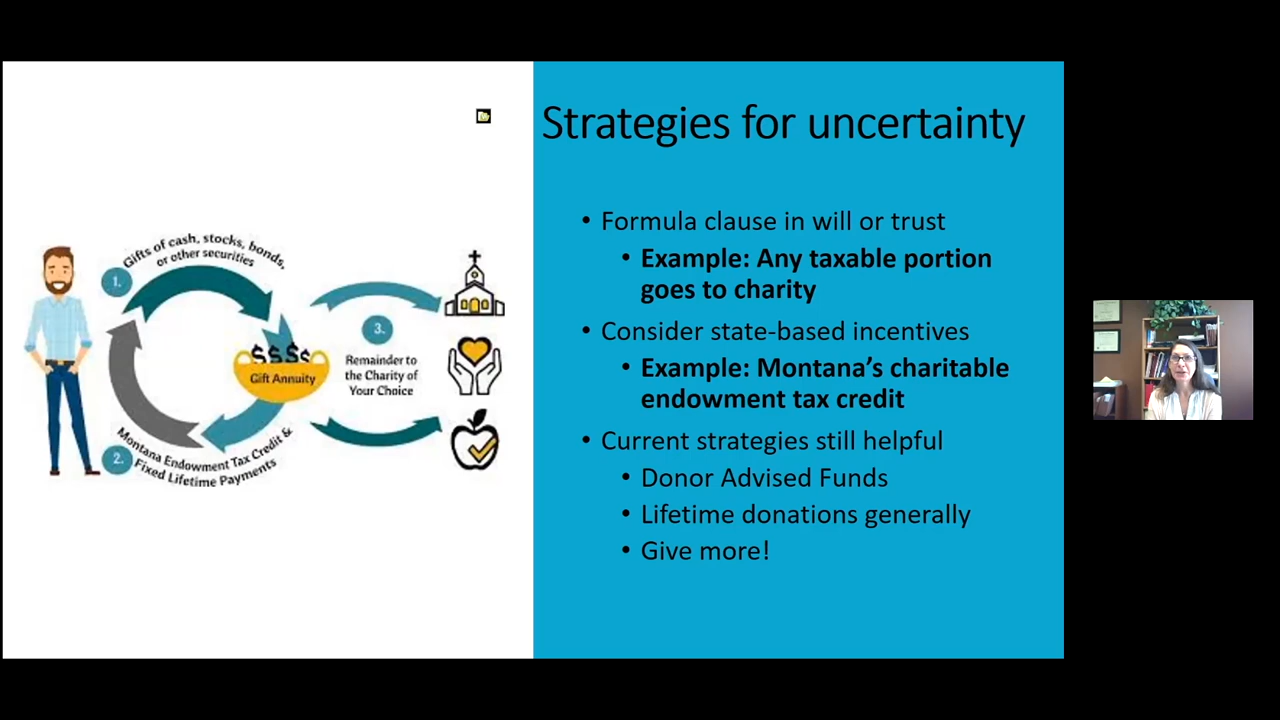 Strategies for uncertainty
1.
Gifts of cash, stocks, bonds,
or other securities
$$$$
Gift Annuity
2.
Montana Endowment Tax Credit &
Fixed Lifetime Payments
3.
Remainder to
the Charity of
Your Choice
• Formula clause in will or trust
• Example: Any taxable portion
goes to charity
• Consider state-based incentives
• Example: Montana’s charitable
endowment tax credit
• Current strategies still helpful
• Donor Advised Funds
• Lifetime donations generally
• Give more!